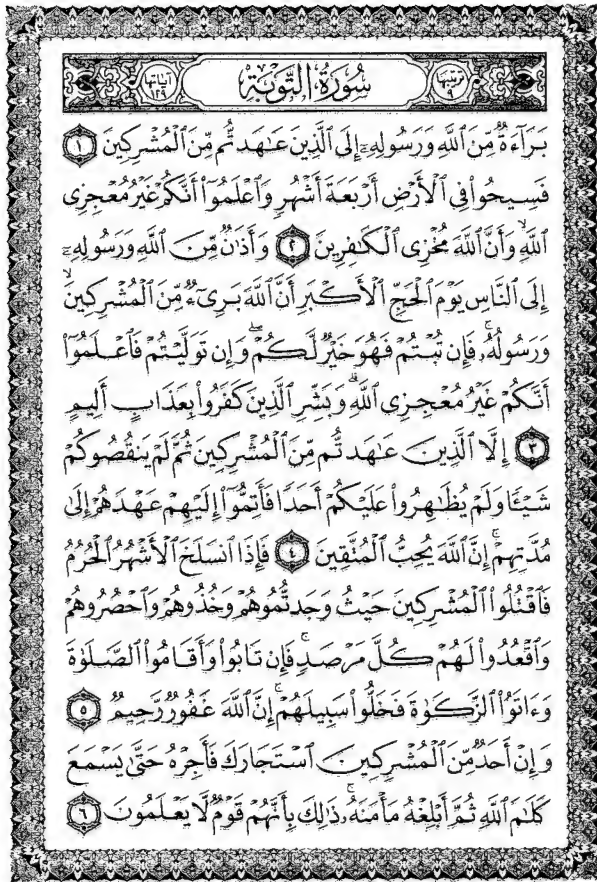 ترتيبها ٩ سُورَةُ التَّوْبَةِ آياتها ١٢٩
بَرَآءَةٌ مِّنَ ٱللَّهِ وَرَسُولِهِۦٓ إِلَى ٱلَّذِينَ عَـٰهَدتُّم مِّنَ ٱلْمُشْرِكِينَ ١
فَسِيحُوا۟ فِى ٱلْأَرْضِ أَرْبَعَةَ أَشْهُرٍ وَٱعْلَمُوٓا۟ أَنَّكُمْ غَيْرُ مُعْجِزِى
ٱللَّهِ ۙ وَأَنَّ ٱللَّهَ مُخْزِى ٱلْكَـٰفِرِينَ ٢ وَأَذَٰنٌ مِّنَ ٱللَّهِ وَرَسُولِهِۦٓ
إِلَى ٱلنَّاسِ يَوْمَ ٱلْحَجِّ ٱلْأَكْبَرِ أَنَّ ٱللَّهَ بَرِىٓءٌ مِّنَ ٱلْمُشْرِكِينَ ۙ
وَرَسُولُهُۥ ۚ فَإِن تُبْتُمْ فَهُوَ خَيْرٌ لَّكُمْ ۖ وَإِن تَوَلَّيْتُمْ فَٱعْلَمُوٓا۟
أَنَّكُمْ غَيْرُ مُعْجِزِى ٱللَّهِ ۗ وَبَشِّرِ ٱلَّذِينَ كَفَرُوا۟ بِعَذَابٍ أَلِيمٍ
٣ إِلَّا ٱلَّذِينَ عَـٰهَدتُّم مِّنَ ٱلْمُشْرِكِينَ ثُمَّ لَمْ يَنقُصُوكُمْ
شَيْـًٔا وَلَمْ يُظَـٰهِرُوا۟ عَلَيْكُمْ أَحَدًا فَأَتِمُّوٓا۟ إِلَيْهِمْ عَهْدَهُمْ إِلَىٰ
مُدَّتِهِمْ ۚ إِنَّ ٱللَّهَ يُحِبُّ ٱلْمُتَّقِينَ ٤ فَإِذَا ٱنسَلَخَ ٱلْأَشْهُرُ ٱلْحُرُمُ
فَٱقْتُلُوا۟ ٱلْمُشْرِكِينَ حَيْثُ وَجَدتُّمُوهُمْ وَخُذُوهُمْ وَٱحْصُرُوهُمْ
وَٱقْعُدُوا۟ لَهُمْ كُلَّ مَرْصَدٍ ۚ فَإِن تَابُوا۟ وَأَقَامُوا۟ ٱلصَّلَوٰةَ
وَءَاتَوُا۟ ٱلزَّكَوٰةَ فَخَلُّوا۟ سَبِيلَهُمْ ۚ إِنَّ ٱللَّهَ غَفُورٌ رَّحِيمٌ ٥
وَإِنْ أَحَدٌ مِّنَ ٱلْمُشْرِكِينَ ٱسْتَجَارَكَ فَأَجِرْهُ حَتَّىٰ يَسْمَعَ
كَلَـٰمَ ٱللَّهِ ثُمَّ أَبْلِغْهُ مَأْمَنَهُۥ ۚ ذَٰلِكَ بِأَنَّهُمْ قَوْمٌ لَّا يَعْلَمُونَ ٦